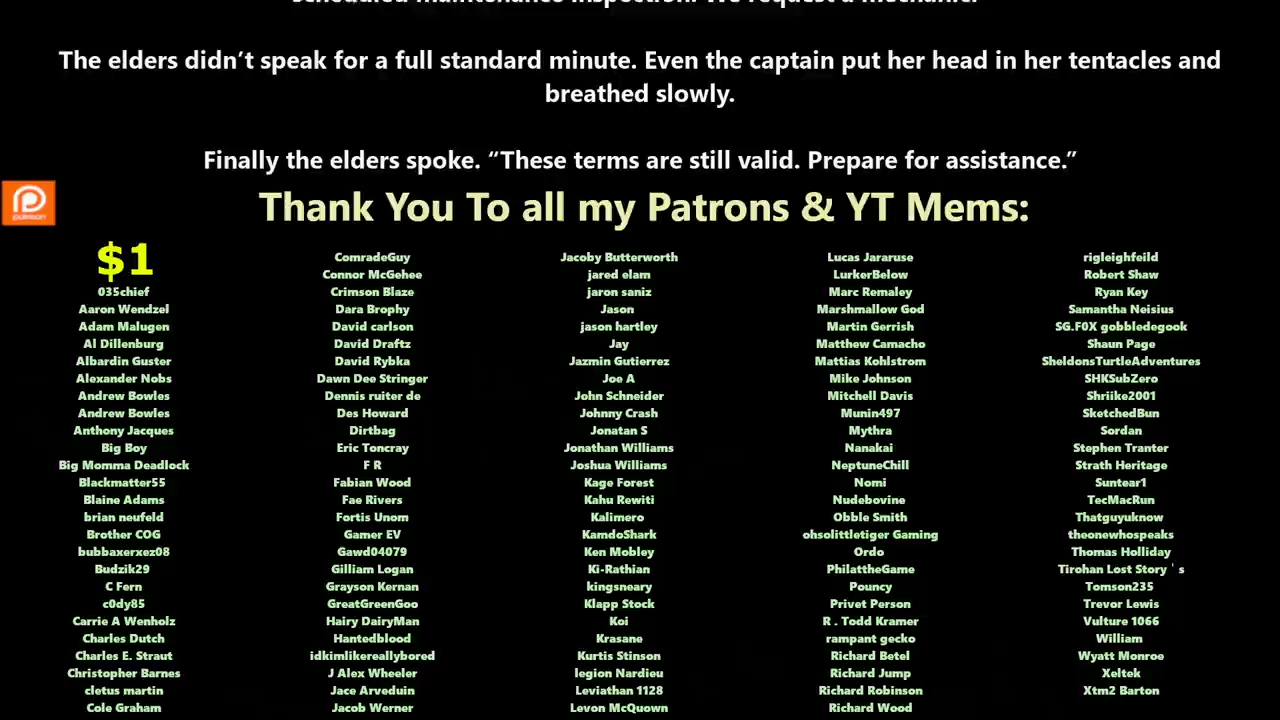 scheduled maintenance inspection. We request a mechanic.
The elders didn’t speak for a full standard minute. Even the captain put her head in her tentacles and
breathed slowly.
Finally the elders spoke. “These terms are still valid. Prepare for assistance.”
patreon
Thank You To all my Patrons & YT Mems:
$1
035chief
Aaron Wendzel
Adam Malugen
Al Dillenburg
Albardin Guster
Alexander Nobs
Andrew Bowles
Andrew Bowles
Anthony Jacques
Big Boy
Big Momma Deadlock
Blackmatter55
Blaine Adams
brian neufeld
Brother COG
bubbaxerxez08
Budzik29
C Fern
c0dy85
Carrie A Wenholz
Charles Dutch
Charles E. Straut
Christopher Barnes
cletus martin
Cole Graham
ComradeGuy
Connor McGehee
Crimson Blaze
Dara Brophy
David carlson
David Draftz
David Rybka
Dawn Dee Stringer
Dennis ruiter de
Des Howard
Dirtbag
Eric Toncray
F R
Fabian Wood
Fae Rivers
Fortis Unom
Gamer EV
Gawd04079
Gilliam Logan
Grayson Kernan
GreatGreenGoo
Hairy DairyMan
Hantedblood
idkimlikereallybored
J Alex Wheeler
Jace Arveduin
Jacob Werner
Jacoby Butterworth
jared elam
jaron saniz
Jason
jason hartley
Jay
Jazmin Gutierrez
Joe A
John Schneider
Johnny Crash
Jonatan S
Jonathan Williams
Joshua Williams
Kage Forest
Kahu Rewiti
Kalimero
KamdoShark
Ken Mobley
Ki-Rathian
kingsneary
Klapp Stock
Koi
Krasane
Kurtis Stinson
legion Nardieu
Leviathan 1128
Levon McQuown
Lucas Jararuse
LurkerBelow
Marc Remaley
Marshmallow God
Martin Gerrish
Matthew Camacho
Mattias Kohlstrom
Mike Johnson
Mitchell Davis
Munin497
Mythra
Nanakai
NeptuneChill
Nomi
Nudebovine
Obble Smith
ohsolittletiger Gaming
Ordo
PhilattheGame
Pouncy
Privet Person
R . Todd Kramer
rampant gecko
Richard Betel
Richard Jump
Richard Robinson
Richard Wood
rigleighfeild
Robert Shaw
Ryan Key
Samantha Neisius
SG.F0X gobbledegook
Shaun Page
SheldonsTurtleAdventures
SHKSubZero
Shriike2001
SketchedBun
Sordan
Stephen Tranter
Strath Heritage
Suntear1
TecMacRun
Thatguyuknow
theonewhospeaks
Thomas Holliday
Tirohan Lost Story ' s
Tomson235
Trevor Lewis
Vulture 1066
William
Wyatt Monroe
Xeltek
Xtm2 Barton